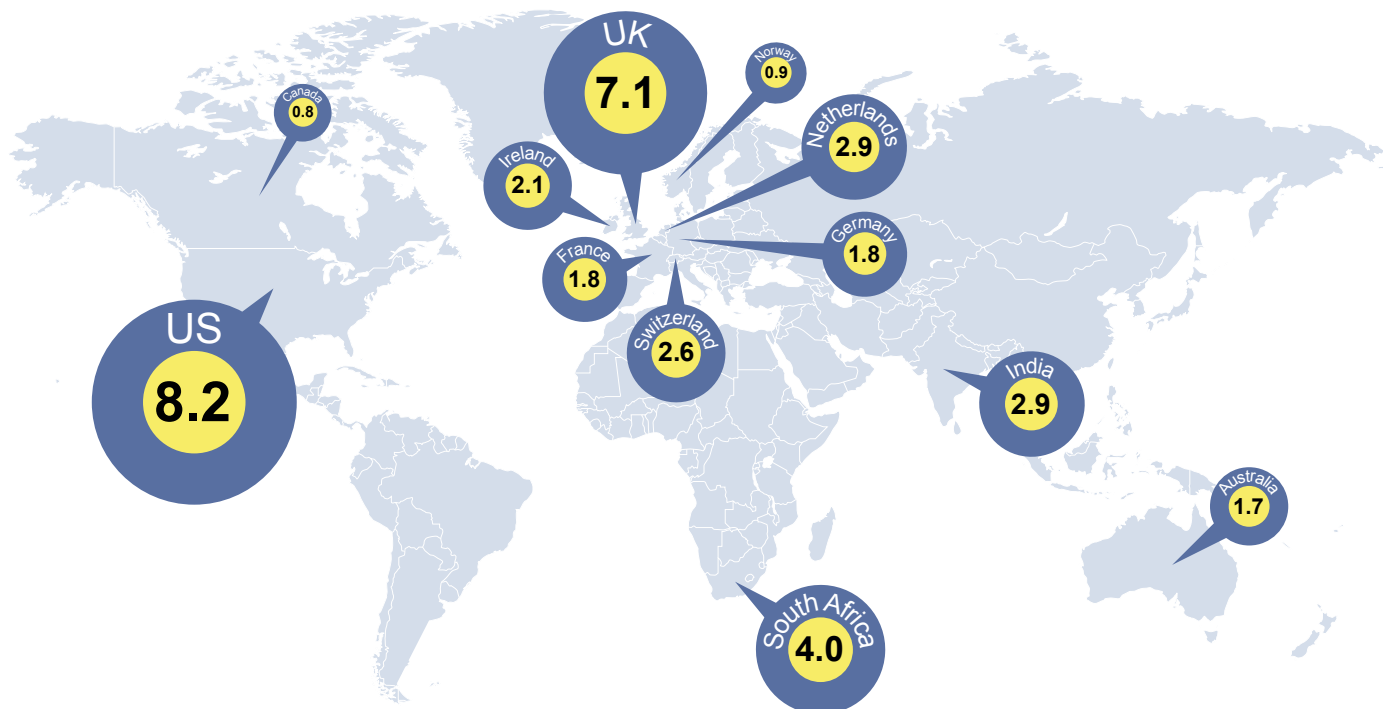 UK
7.1
Norway
0.9
Canada
0.8
Netherlands
2.9
Ireland
2.1
Germany
1.8
France
1.8
US
8.2
Switzerland
2.6
India
2.9
Australia
1.7
South Africa
4.0